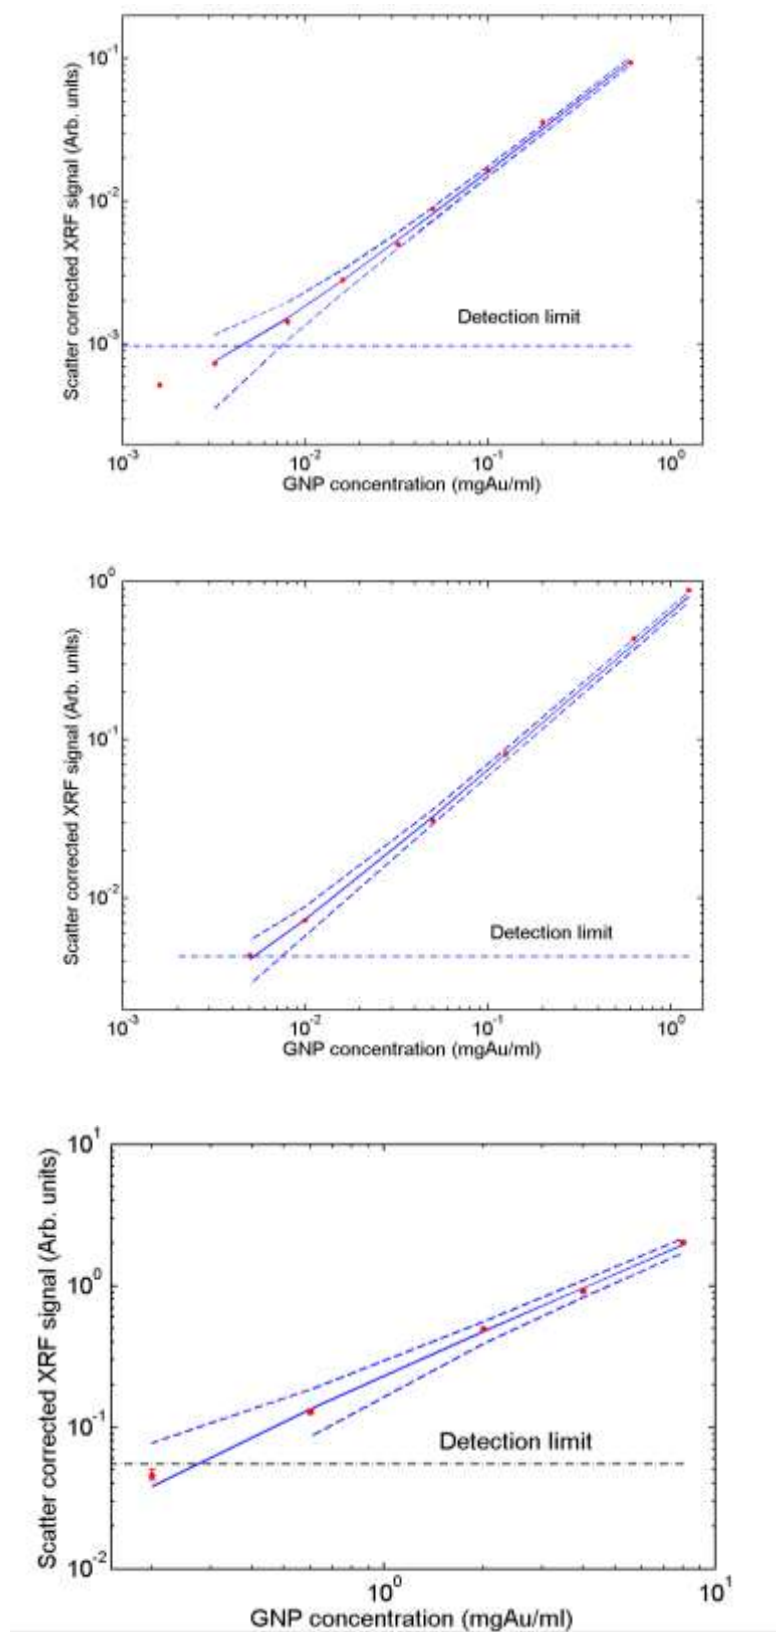 Scatter corrected XRF signal (Arb. units)
10-1
10-2
10-3
Detection limit
10-3
10-2
10-1
100
GNP concentration (mgAu/ml)
Scatter corrected XRF signal (Arb. units)
100
10-1
10-2
Detection limit
10-3
10-2
10-1
100
GNP concentration (mgAu/ml)
Scatter corrected XRF signal (Arb. units)
101
100
10-1
10-2
Detection limit
100
101
GNP concentration (mgAu/ml)